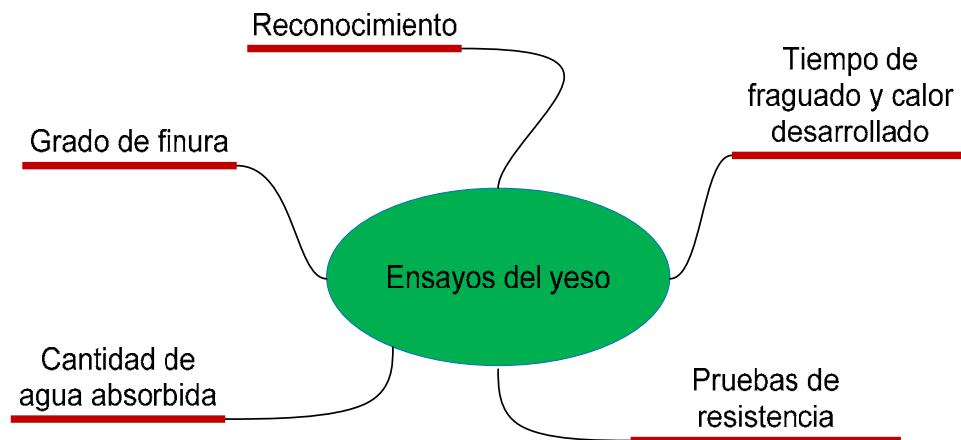 Reconocimiento
Tiempo de
fraguado y calor
desarrollado
Grado de finura
Ensayos del yeso
Cantidad de
agua absorbida
Pruebas de
resistencia